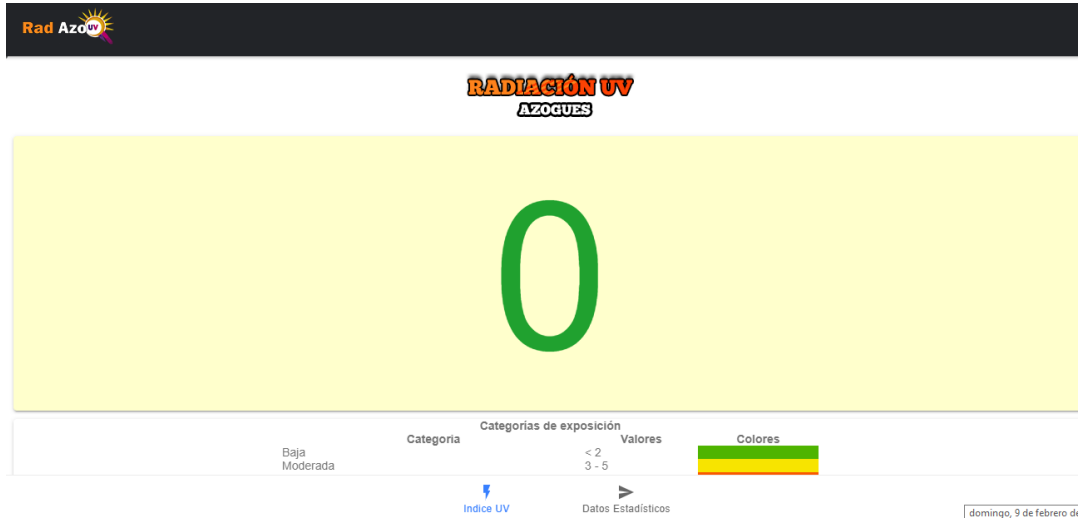 Rad Azo UV
RADIACIÓN UV
AZOGUES
0
Categorías de exposición
Categoria Valores Colores
Baja < 2
Moderada 3 - 5
Indice UV Datos Estadísticos
domingo, 9 de febrero de